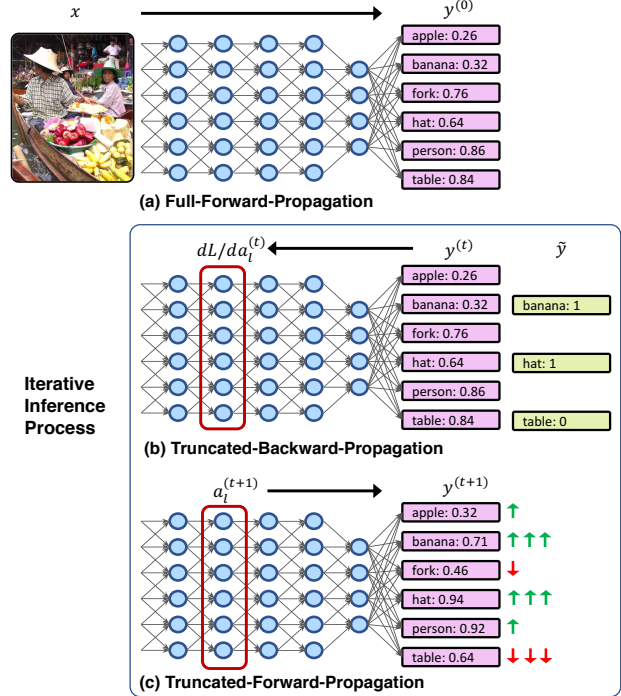 x
y^{(0)}
apple: 0.26
banana: 0.32
fork: 0.76
hat: 0.64
person: 0.86
table: 0.84
(a) Full-Forward-Propagation
dL/da_l^{(t)}
y^{(t)}
ỹ
apple: 0.26
banana: 0.32
banana: 1
fork: 0.76
hat: 0.64
hat: 1
person: 0.86
table: 0.84
table: 0
Iterative
Inference
Process
(b) Truncated-Backward-Propagation
a_l^{(t+1)}
y^{(t+1)}
apple: 0.32
banana: 0.71
fork: 0.46
hat: 0.94
person: 0.92
table: 0.64
(c) Truncated-Forward-Propagation